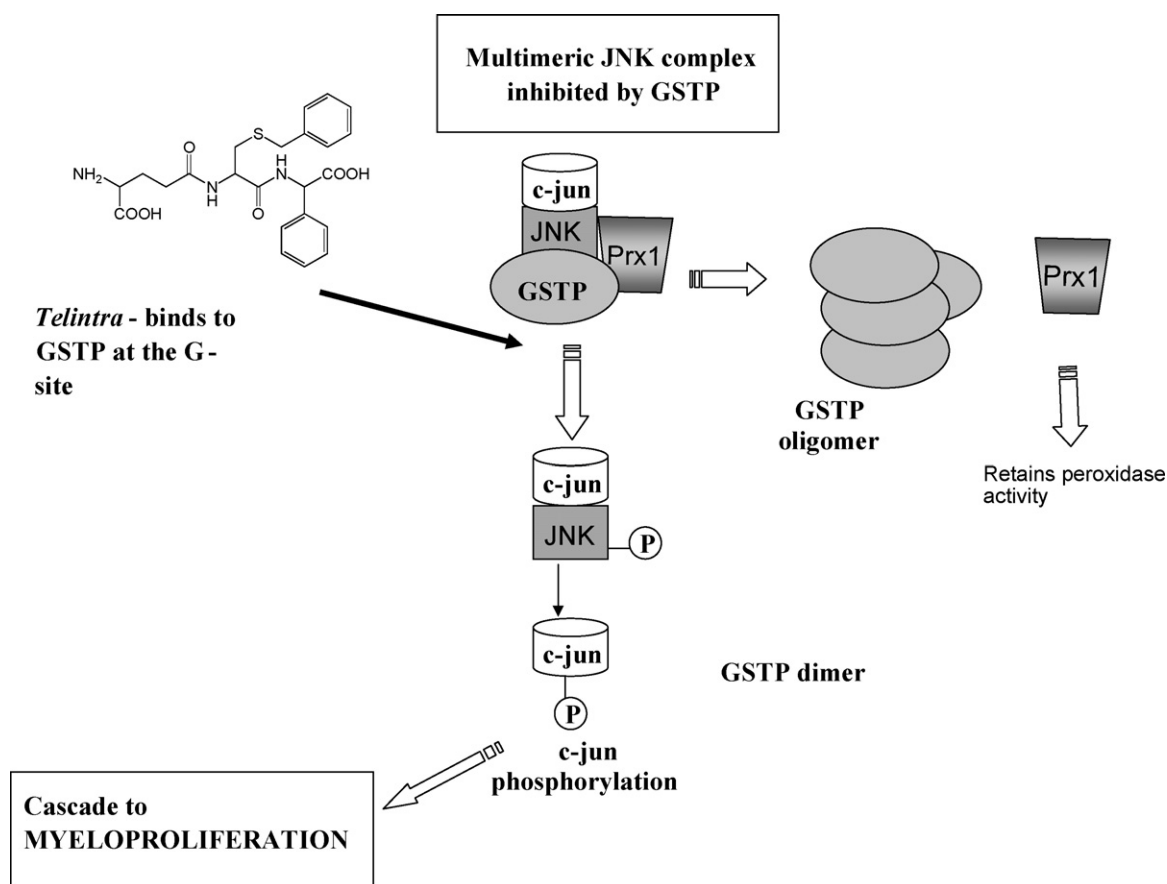 Multimeric JNK complex
inhibited by GSTP
S
O
NH₂
N
H
H
N
COOH
COOH
O
c-jun
JNK
Prx1
GSTP
Prx1
Telintra - binds to
GSTP at the G-
site
GSTP
oligomer
Retains peroxidase
activity
c-jun
JNK
P
c-jun
GSTP dimer
P
c-jun
phosphorylation
Cascade to
MYELOPROLIFERATION